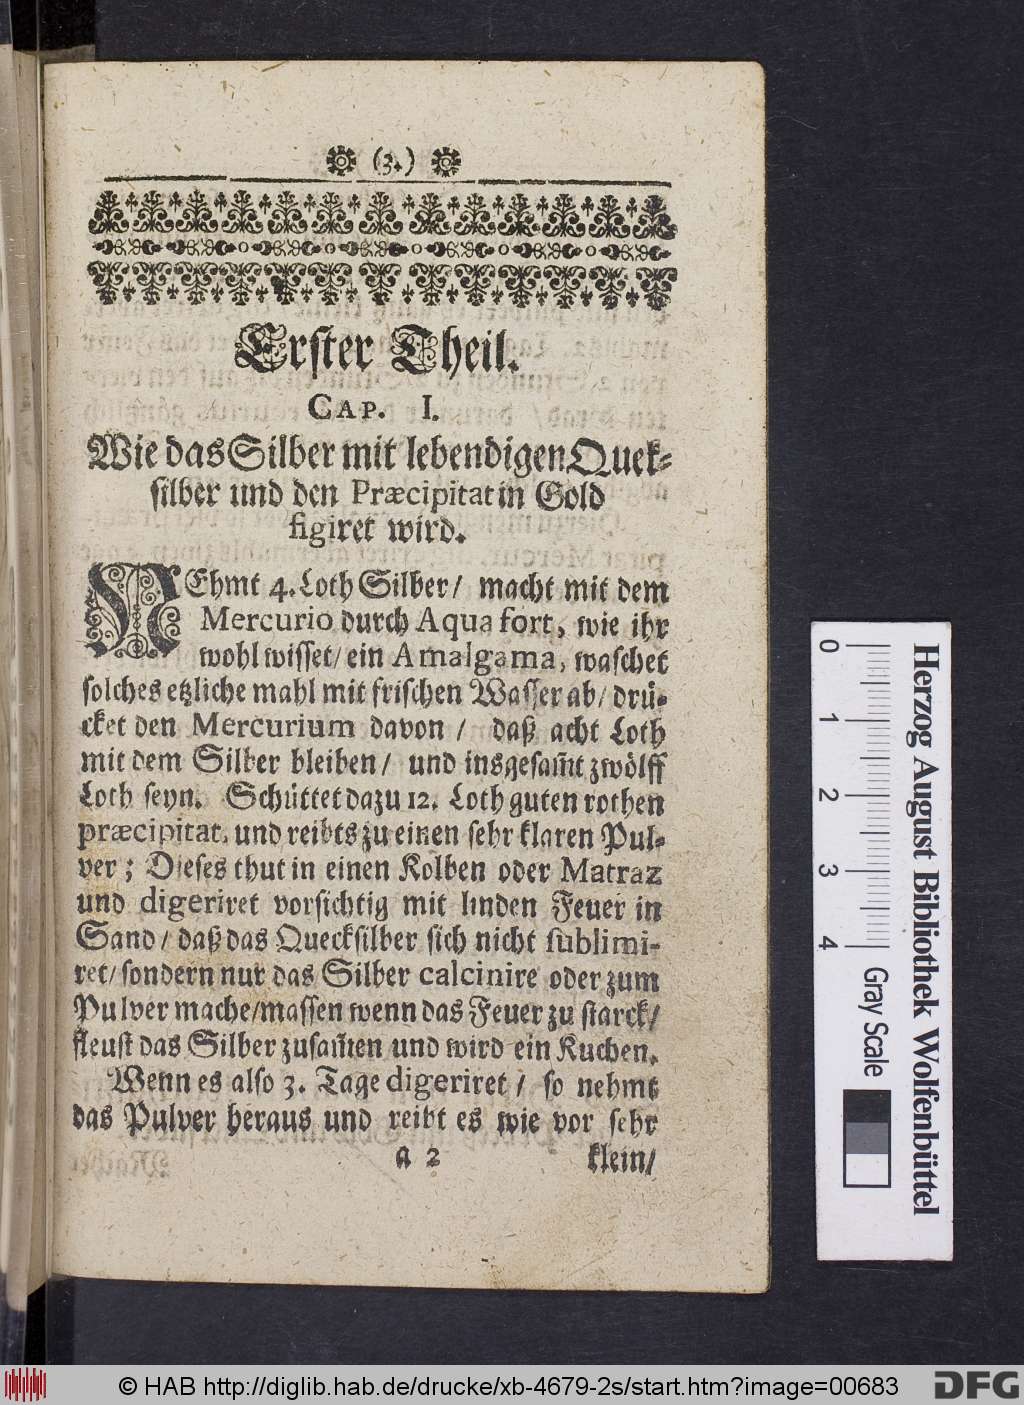 (3.)
Erster Theil.
CAP. I.
Wie das Silber mit lebendigen Quek-
silber und den Præcipitat in Gold
figiret wird.
NEhmt 4. Loth Silber/ macht mit dem
Mercurio durch Aqua fort, wie ihr
wohl wisset/ ein Amalgama, waschet
solches etzliche mahl mit frischen Wasser ab/ drü-
cket den Mercurium davon / daß acht Loth
mit dem Silber bleiben/ und insgesam̃t zwölff
Loth seyn. Schüttet dazu 12. Loth guten rothen
præcipitat, und reibts zu einen sehr klaren Pul-
ver; Dieses thut in einen Kolben oder Matraz
und digeriret vorsichtig mit linden Feuer in
Sand/ daß das Quecksilber sich nicht sublimi-
ret/ sondern nur das Silber calcinire oder zum
Pulver mache/ massen wenn das Feuer zu starck/
fleust das Silber zusam̃en und wird ein Kuchen.
Wenn es also 3. Tage digeriret / so nehmt
das Pulver heraus und reibt es wie vor sehr
a 2 klein/
0 1 2 3 4 Gray Scale
Herzog August Bibliothek Wolfenbüttel
© HAB http://diglib.hab.de/drucke/xb-4679-2s/start.htm?image=00683
DFG